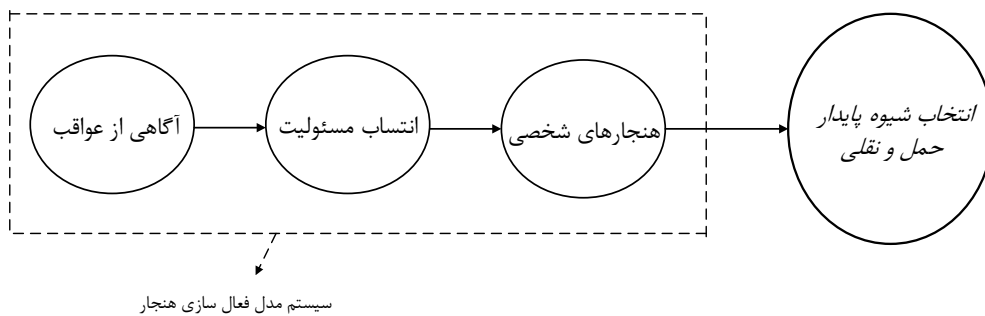 آگاهی از عواقب
انتساب مسئولیت
هنجارهای شخصی
انتخاب شیوه پایدار
حمل و نقلی
سیستم مدل فعال سازی هنجار